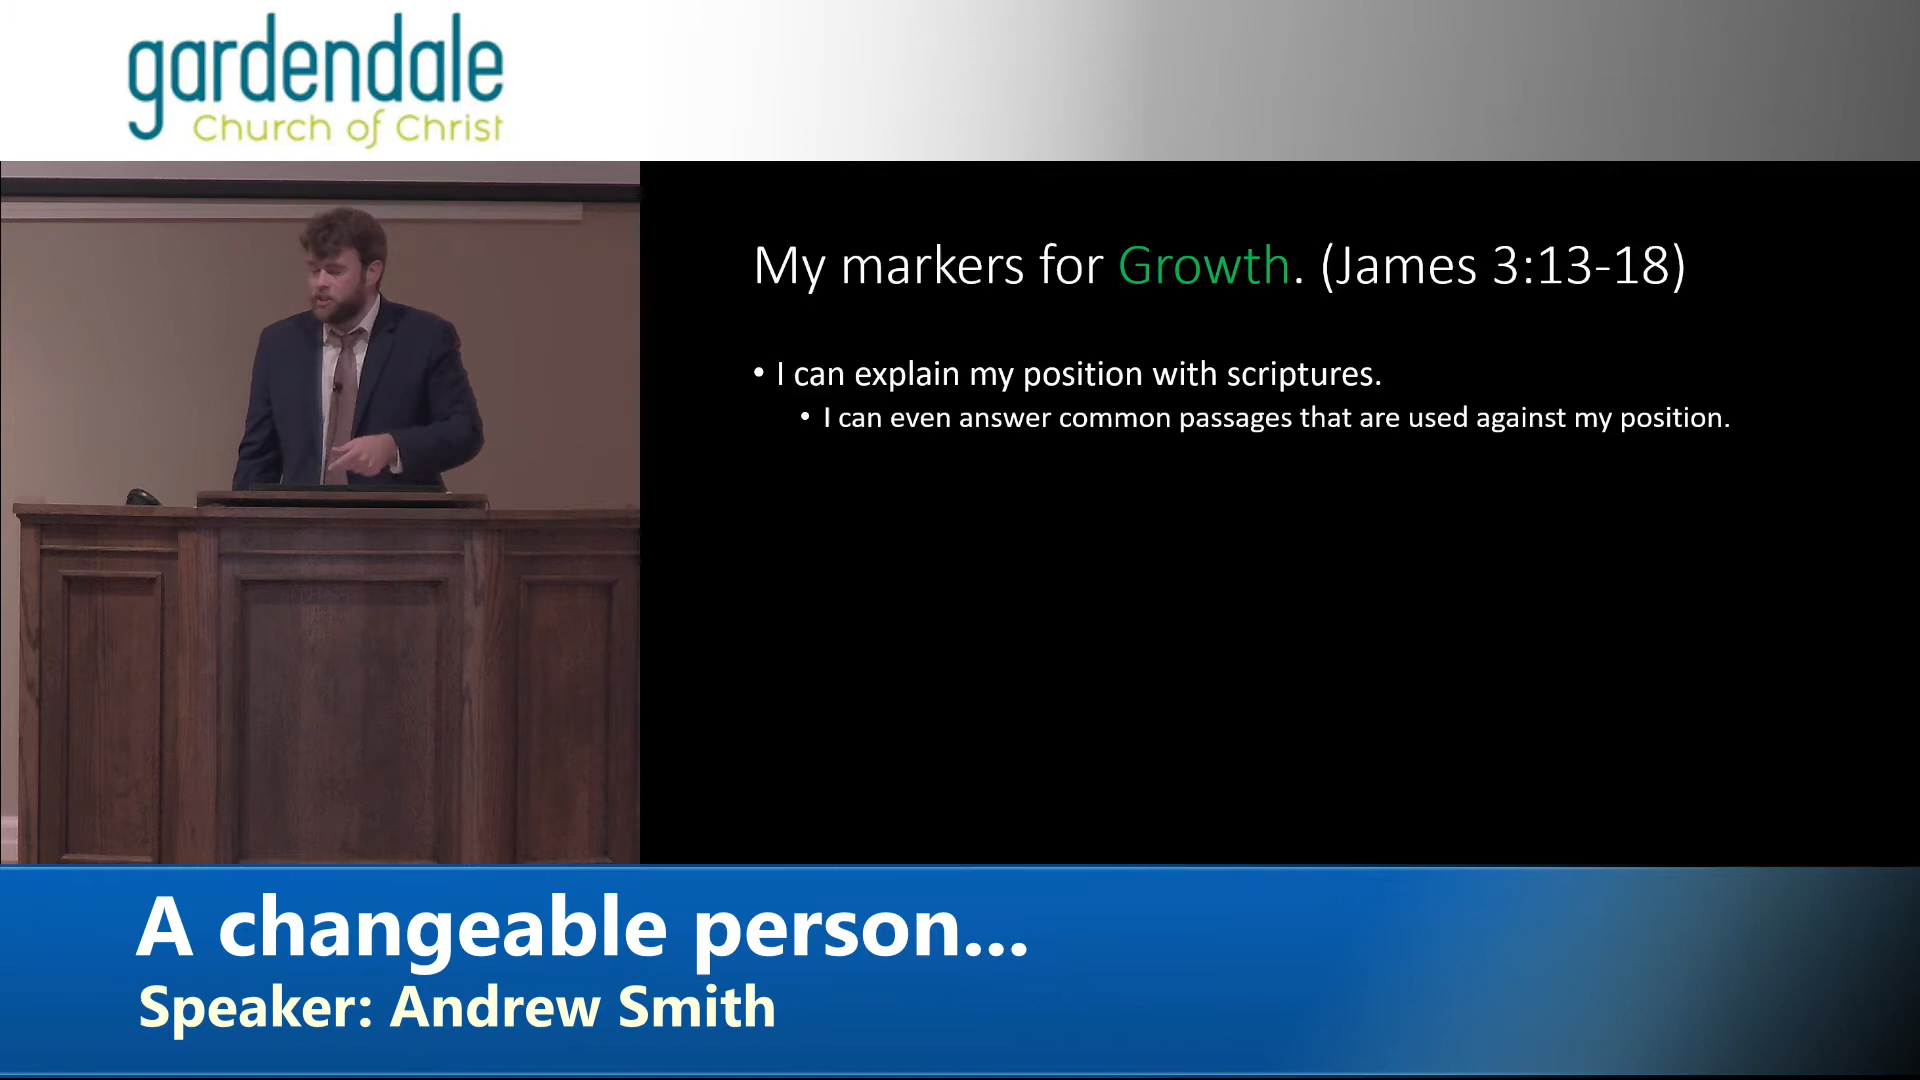 gardendale
Church of Christ
My markers for Growth. (James 3:13-18)
• I can explain my position with scriptures.
• I can even answer common passages that are used against my position.
A changeable person...
Speaker: Andrew Smith